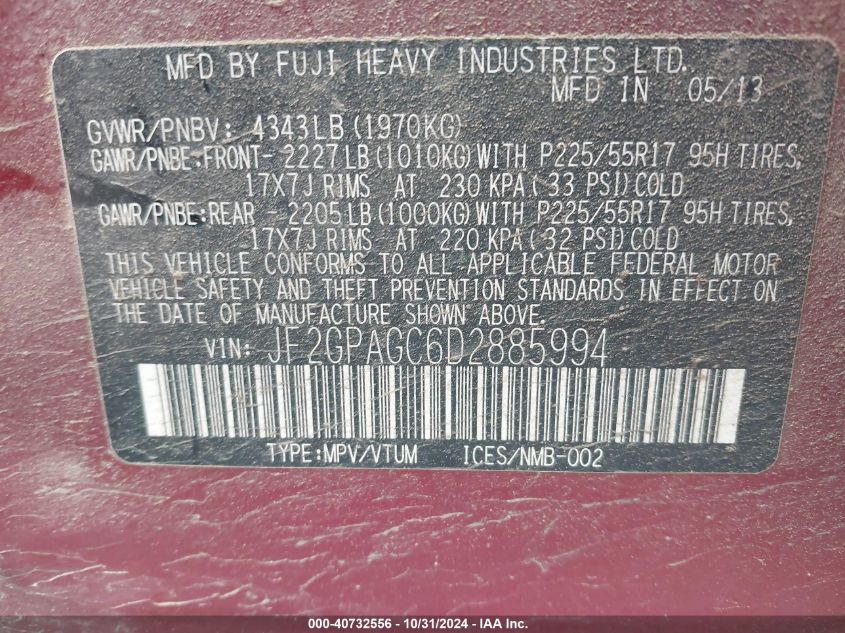 MFD BY FUJI HEAVY INDUSTRIES LTD.
MFD IN 05/13
GVWR/PNBV: 4343LB(1970KG)
GAWR/PNBE:FRONT-2227LB(1010KG)WITH P225/55R17 95H TIRES,
17X7J RIMS AT 230 KPA(33 PSI)COLD
GAWR/PNBE:REAR -2205LB(1000KG)WITH P225/55R17 95H TIRES,
17X7J RIMS AT 220 KPA(32 PSI)COLD
THIS VEHICLE CONFORMS TO ALL APPLICABLE FEDERAL MOTOR
VEHICLE SAFETY AND THEFT PREVENTION STANDARDS IN EFFECT ON
THE DATE OF MANUFACTURE SHOWN ABOVE.
VIN: JF2GPAGC6D2885994
TYPE:MPV/VTUM ICES/NMB-002
000-40732556 - 10/31/2024 - IAA Inc.